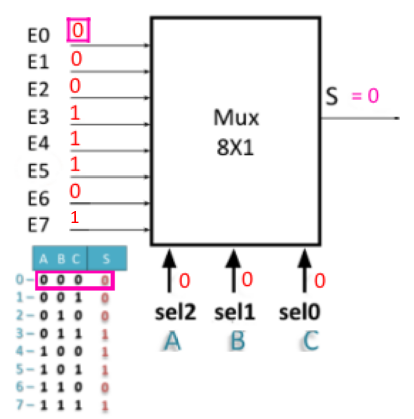 E0 0
E1 0
E2 0
E3 1
E4 1
E5 1
E6 0
E7 1
Mux
8X1
S = 0
0 0 0
sel2 sel1 sel0
A B C
A B C S
0- 0 0 0 0
1- 0 0 1 0
2- 0 1 0 0
3- 0 1 1 1
4- 1 0 0 1
5- 1 0 1 1
6- 1 1 0 0
7- 1 1 1 1